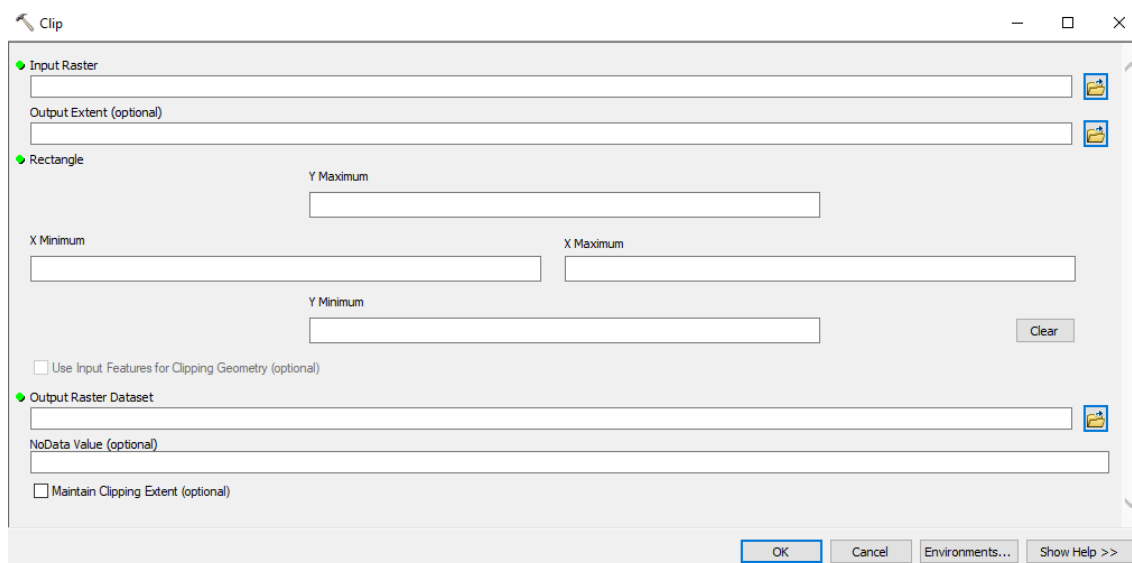 Clip
Input Raster
Output Extent (optional)
Rectangle
Y Maximum
X Minimum
X Maximum
Y Minimum
Clear
Use Input Features for Clipping Geometry (optional)
Output Raster Dataset
NoData Value (optional)
Maintain Clipping Extent (optional)
OK Cancel Environments... Show Help >>